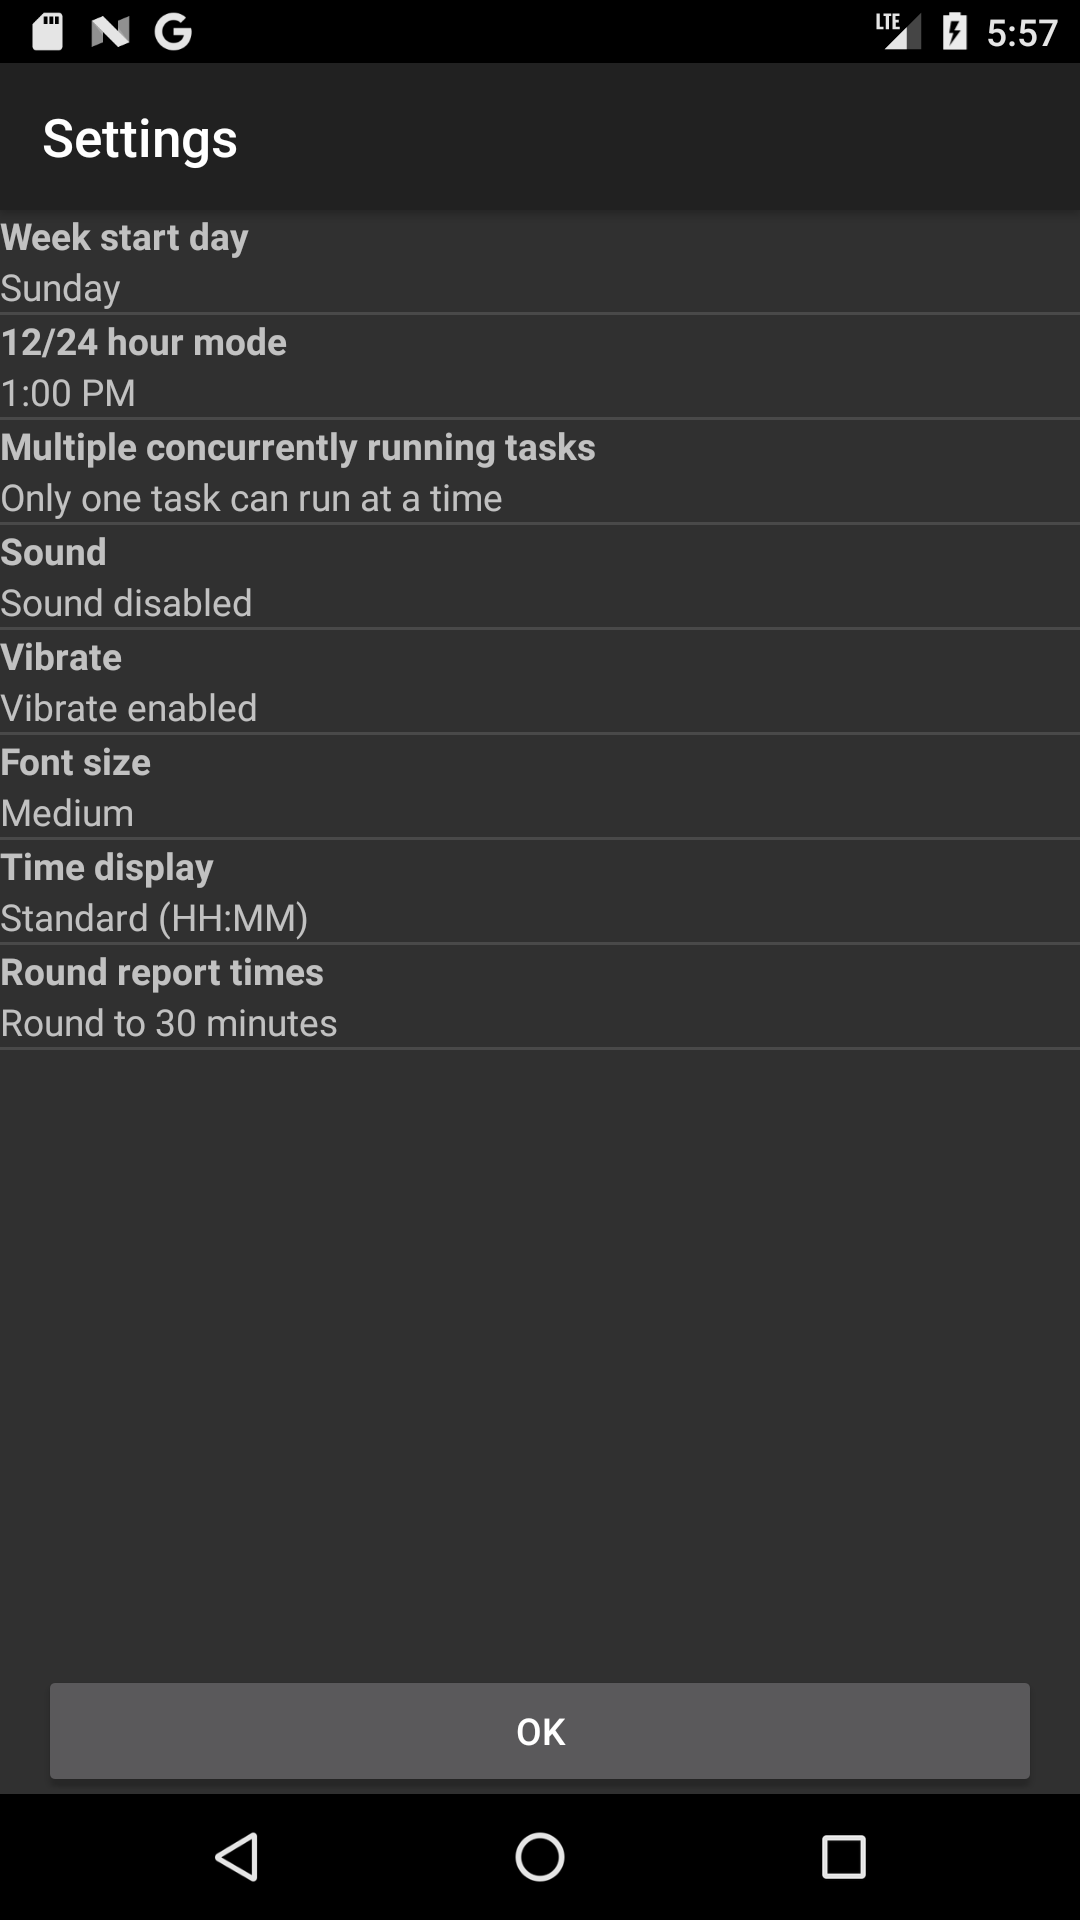 LTE 5:57
Settings
Week start day
Sunday
12/24 hour mode
1:00 PM
Multiple concurrently running tasks
Only one task can run at a time
Sound
Sound disabled
Vibrate
Vibrate enabled
Font size
Medium
Time display
Standard (HH:MM)
Round report times
Round to 30 minutes
OK